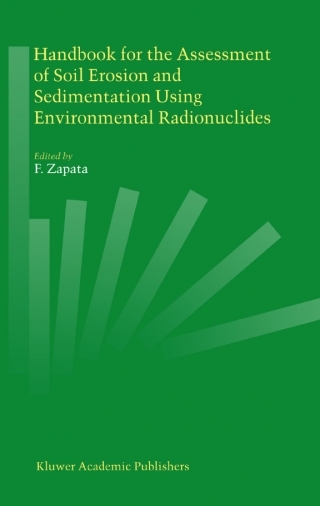 Handbook for the Assessment
of Soil Erosion and
Sedimentation Using
Environmental Radionuclides
Edited by
F. Zapata
Kluwer Academic Publishers